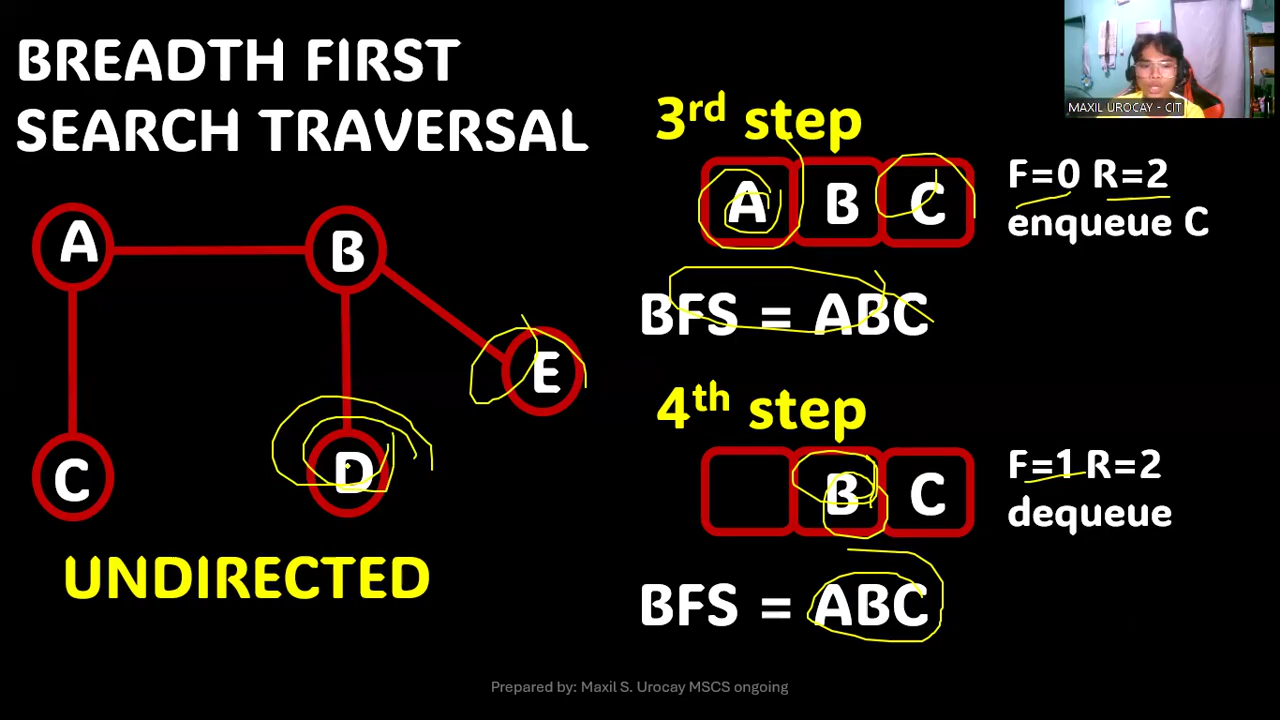 BREADTH FIRST
SEARCH TRAVERSAL
A
B
E
C
D
UNDIRECTED
MAXIL UROCAY - CIT
3rd step
A B C
F=0 R=2
enqueue C
BFS = ABC
4th step
B C
F=1 R=2
dequeue
BFS = ABC
Prepared by: Maxil S. Urocay MSCS ongoing